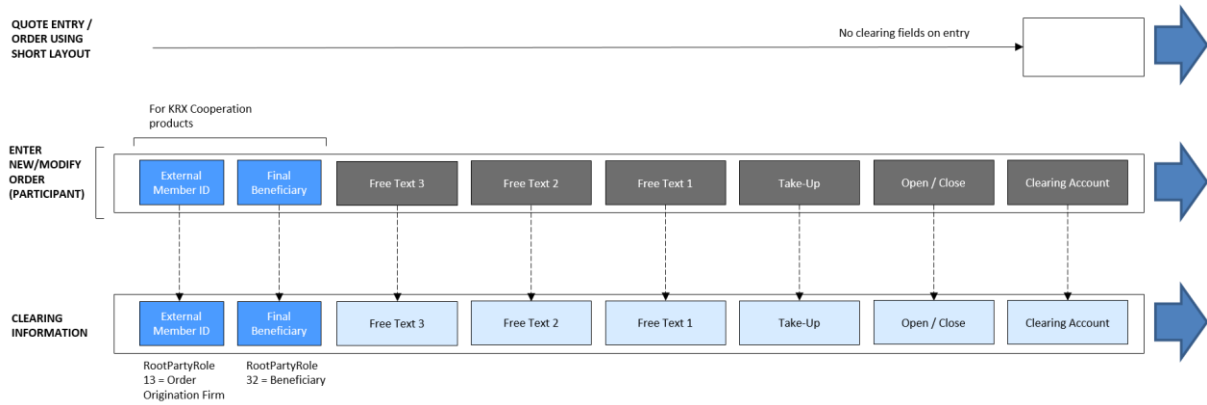 QUOTE ENTRY /
ORDER USING
SHORT LAYOUT
No clearing fields on entry
For KRX Cooperation
products
ENTER
NEW/MODIFY
ORDER
(PARTICIPANT)
External
Member ID
Final
Beneficiary
Free Text 3
Free Text 2
Free Text 1
Take-Up
Open / Close
Clearing Account
CLEARING
INFORMATION
External
Member ID
Final
Beneficiary
Free Text 3
Free Text 2
Free Text 1
Take-Up
Open / Close
Clearing Account
RootPartyRole
13 = Order
Origination Firm
RootPartyRole
32 = Beneficiary